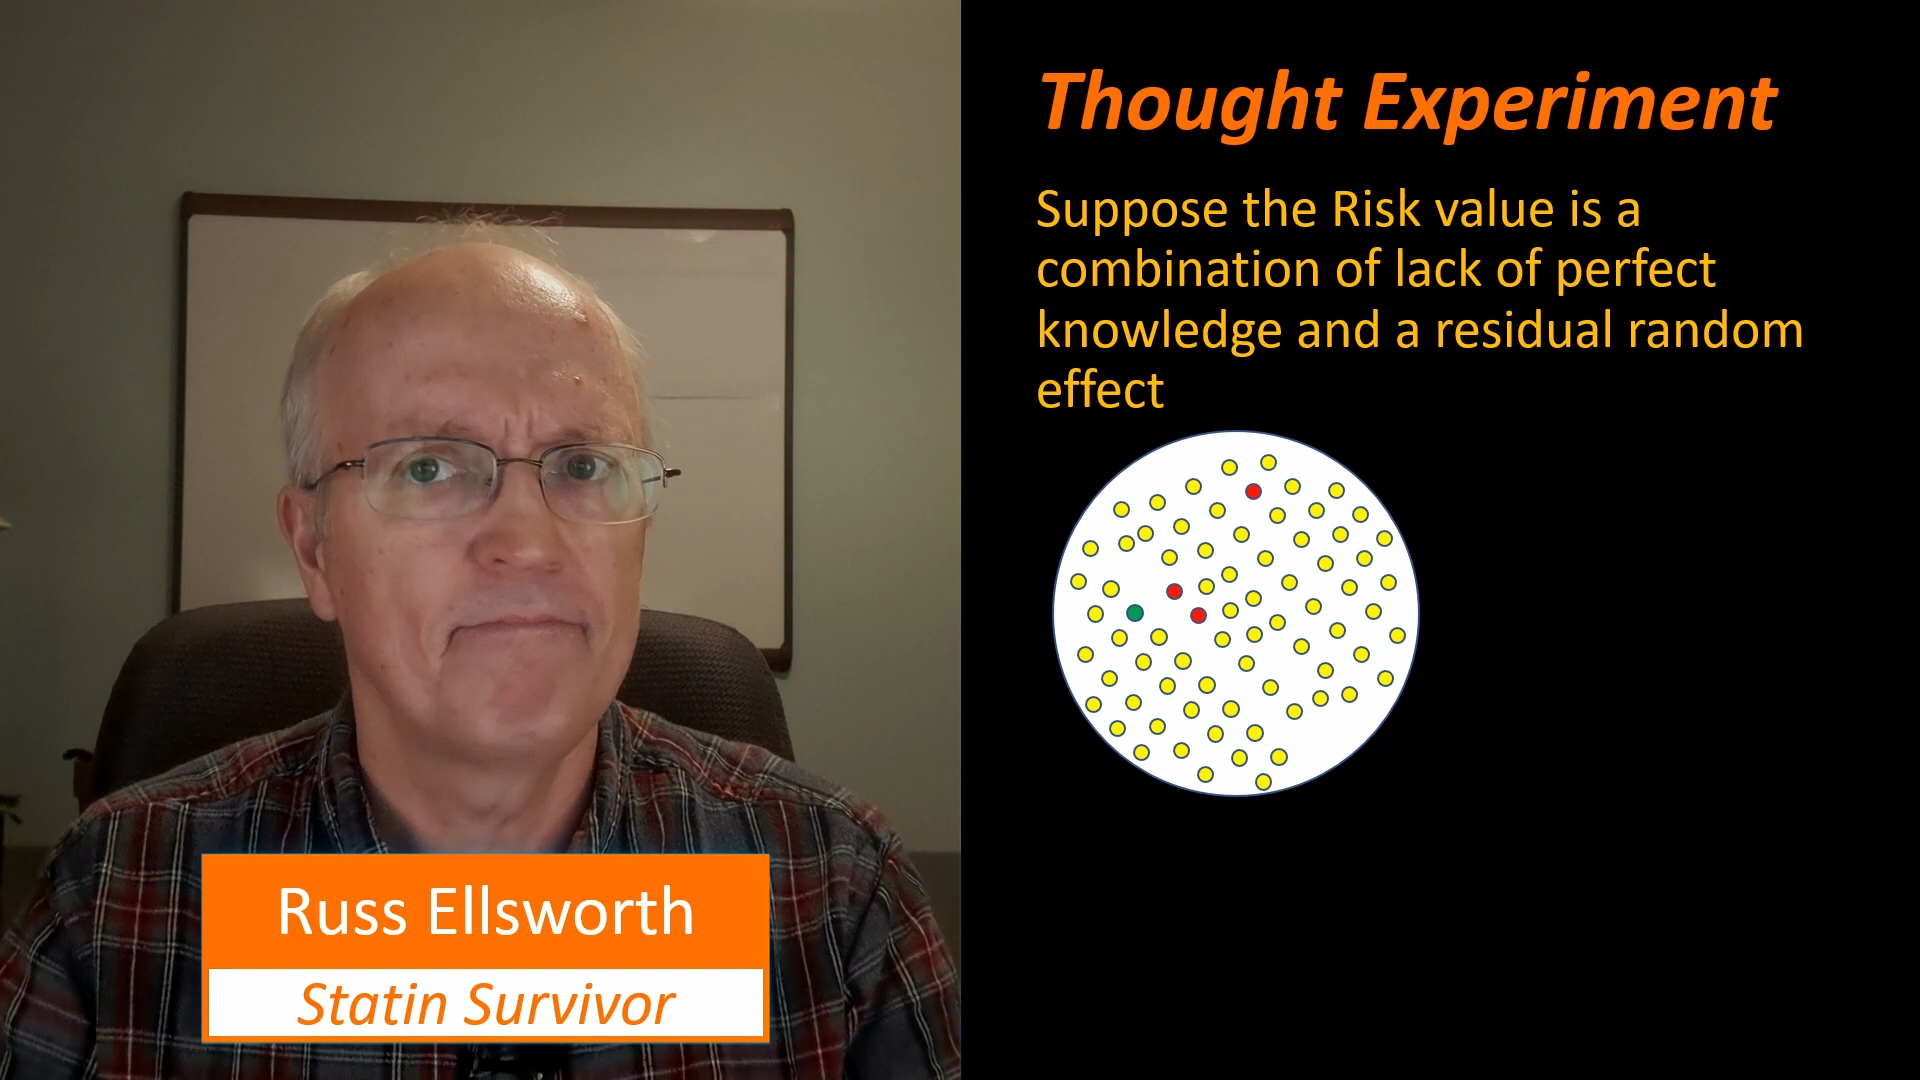 Thought Experiment
Suppose the Risk value is a
combination of lack of perfect
knowledge and a residual random
effect
Russ Ellsworth
Statin Survivor